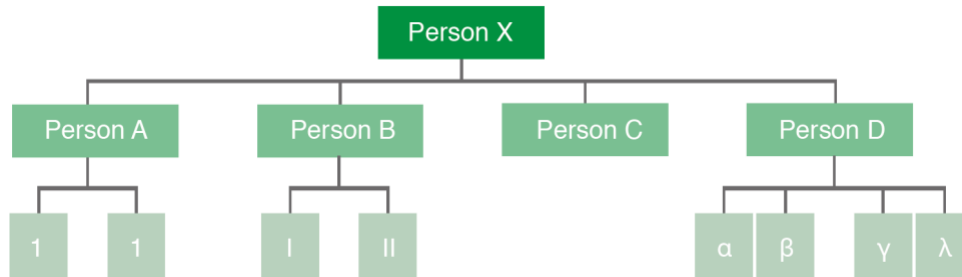 Person X
Person A Person B Person C Person D
1 1 I II α β γ λ